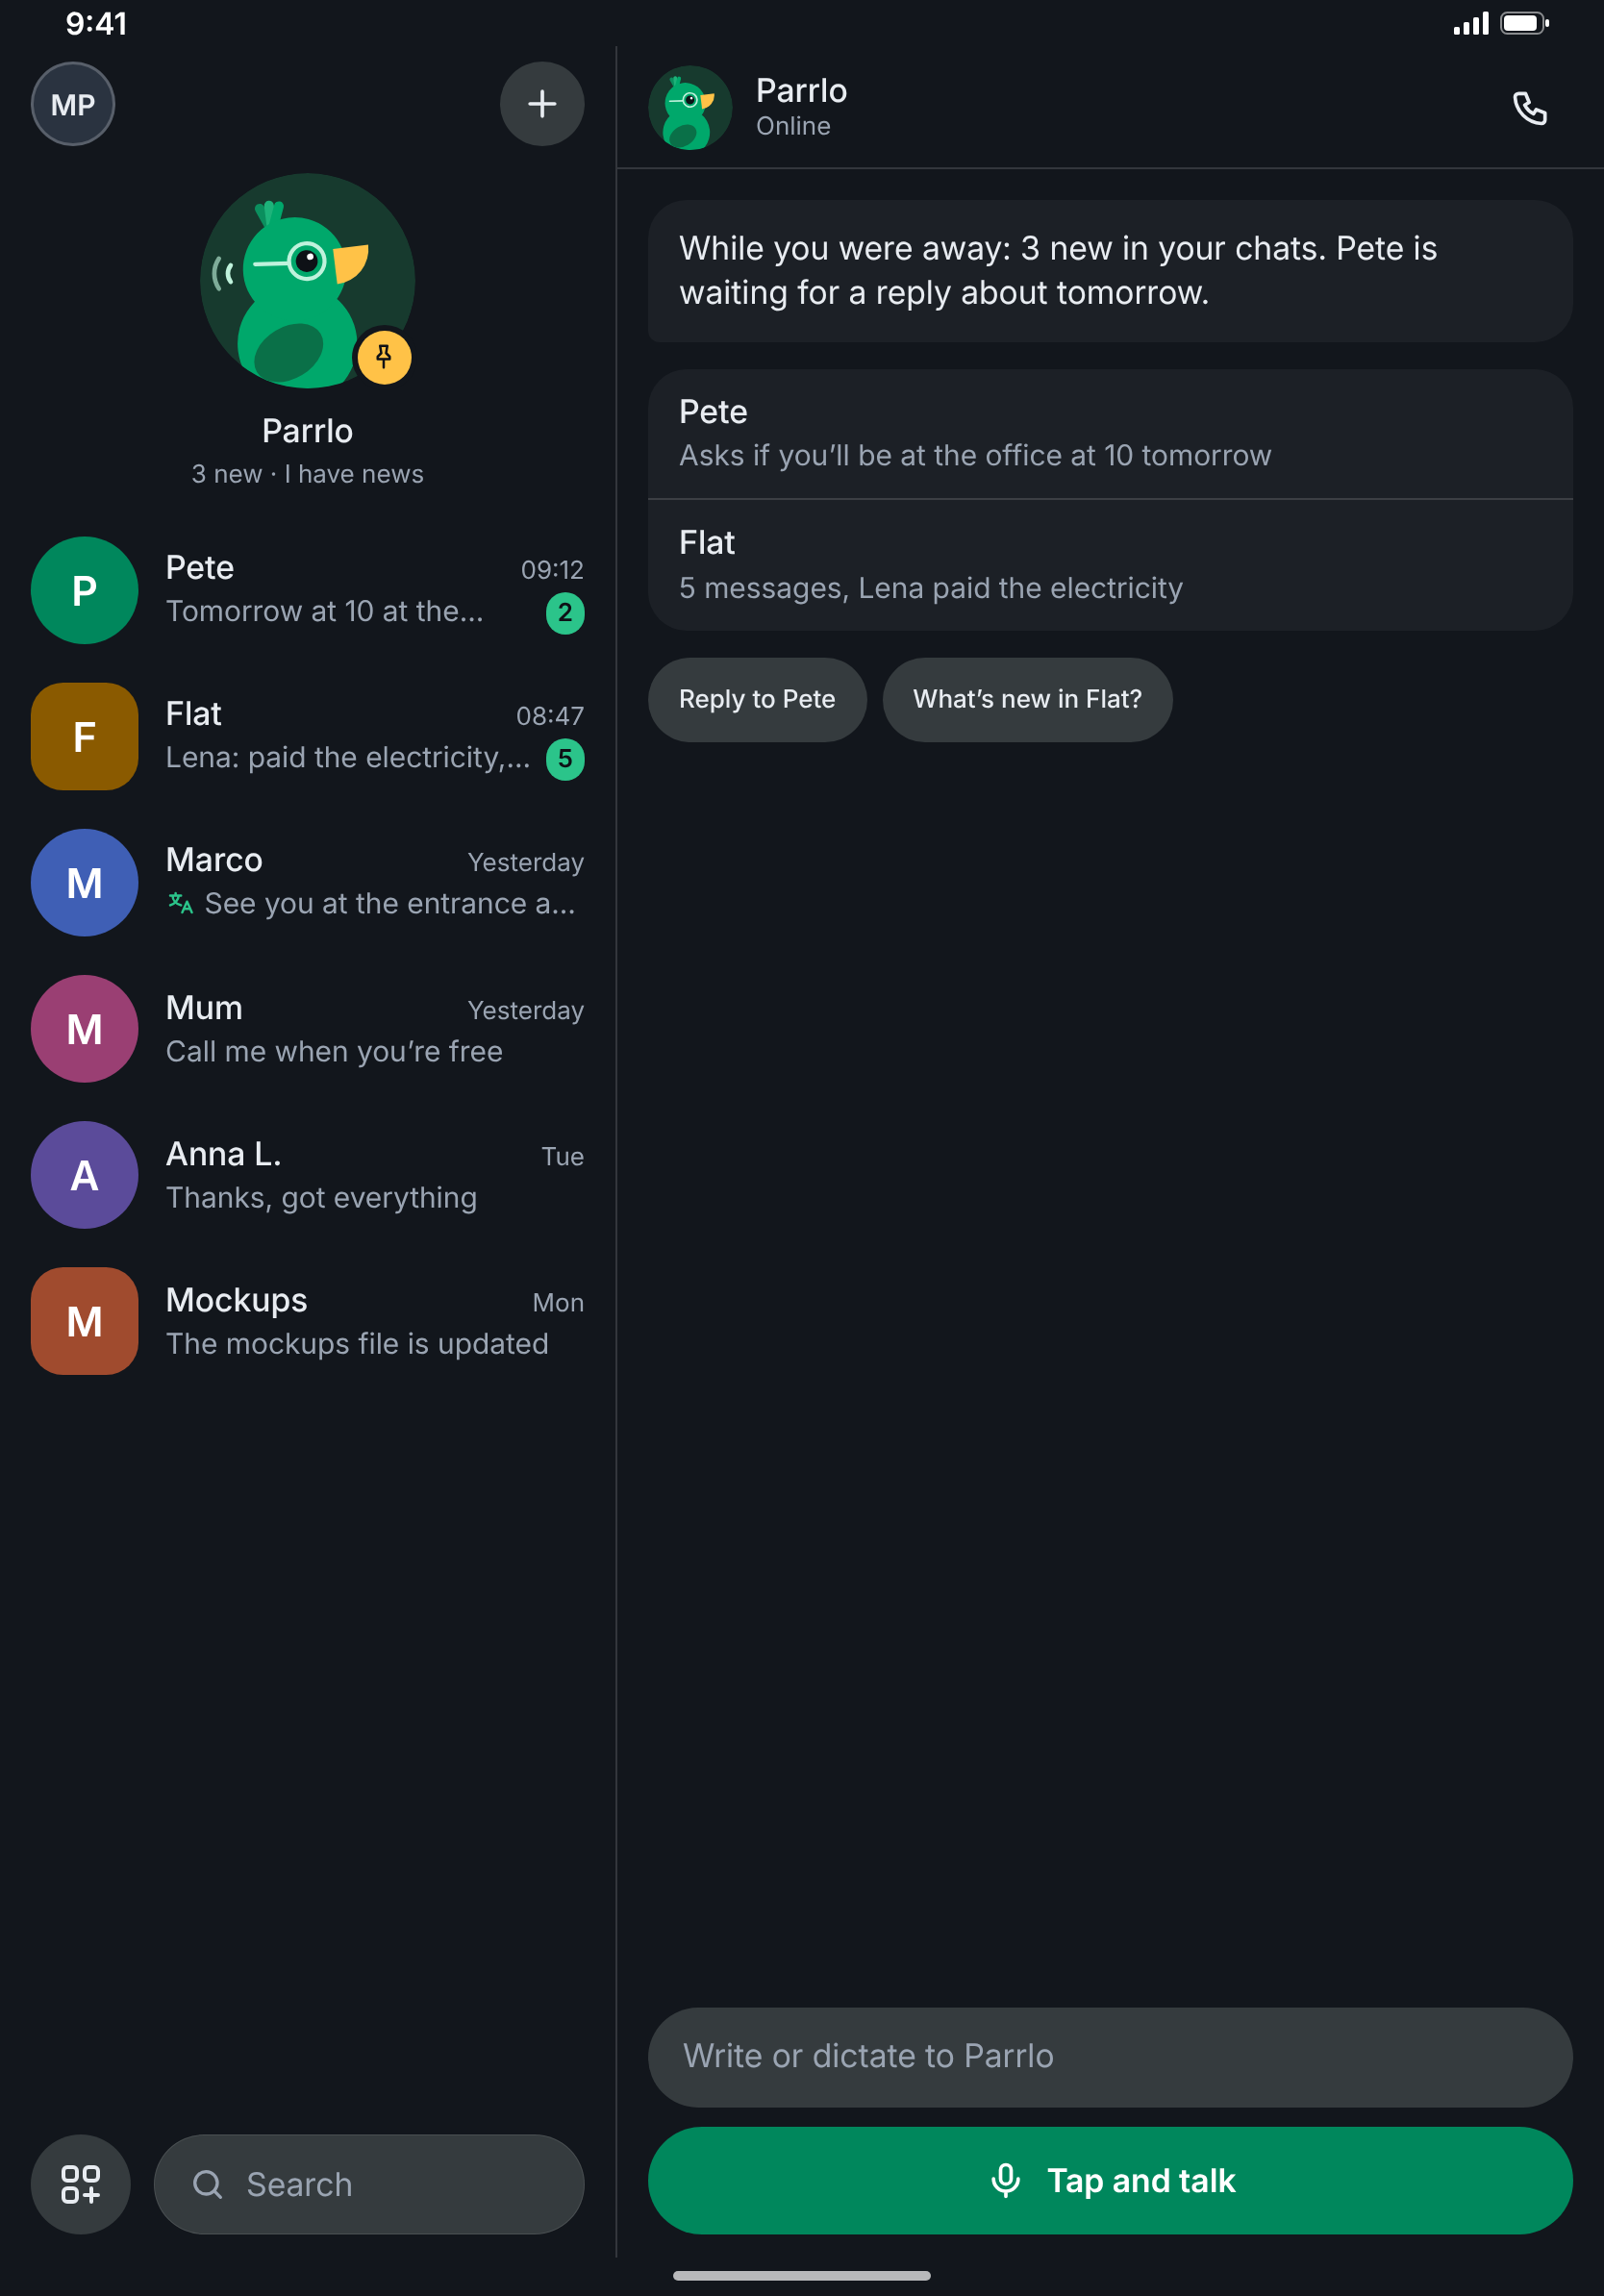 9:41
MP
Parrlo
3 new · I have news
P
Pete
09:12
Tomorrow at 10 at the...
2
F
Flat
08:47
Lena: paid the electricity,...
5
M
Marco
Yesterday
See you at the entrance a...
M
Mum
Yesterday
Call me when you’re free
A
Anna L.
Tue
Thanks, got everything
M
Mockups
Mon
The mockups file is updated
Search
Parrlo
Online
While you were away: 3 new in your chats. Pete is
waiting for a reply about tomorrow.
Pete
Asks if you’ll be at the office at 10 tomorrow
Flat
5 messages, Lena paid the electricity
Reply to Pete
What’s new in Flat?
Write or dictate to Parrlo
Tap and talk